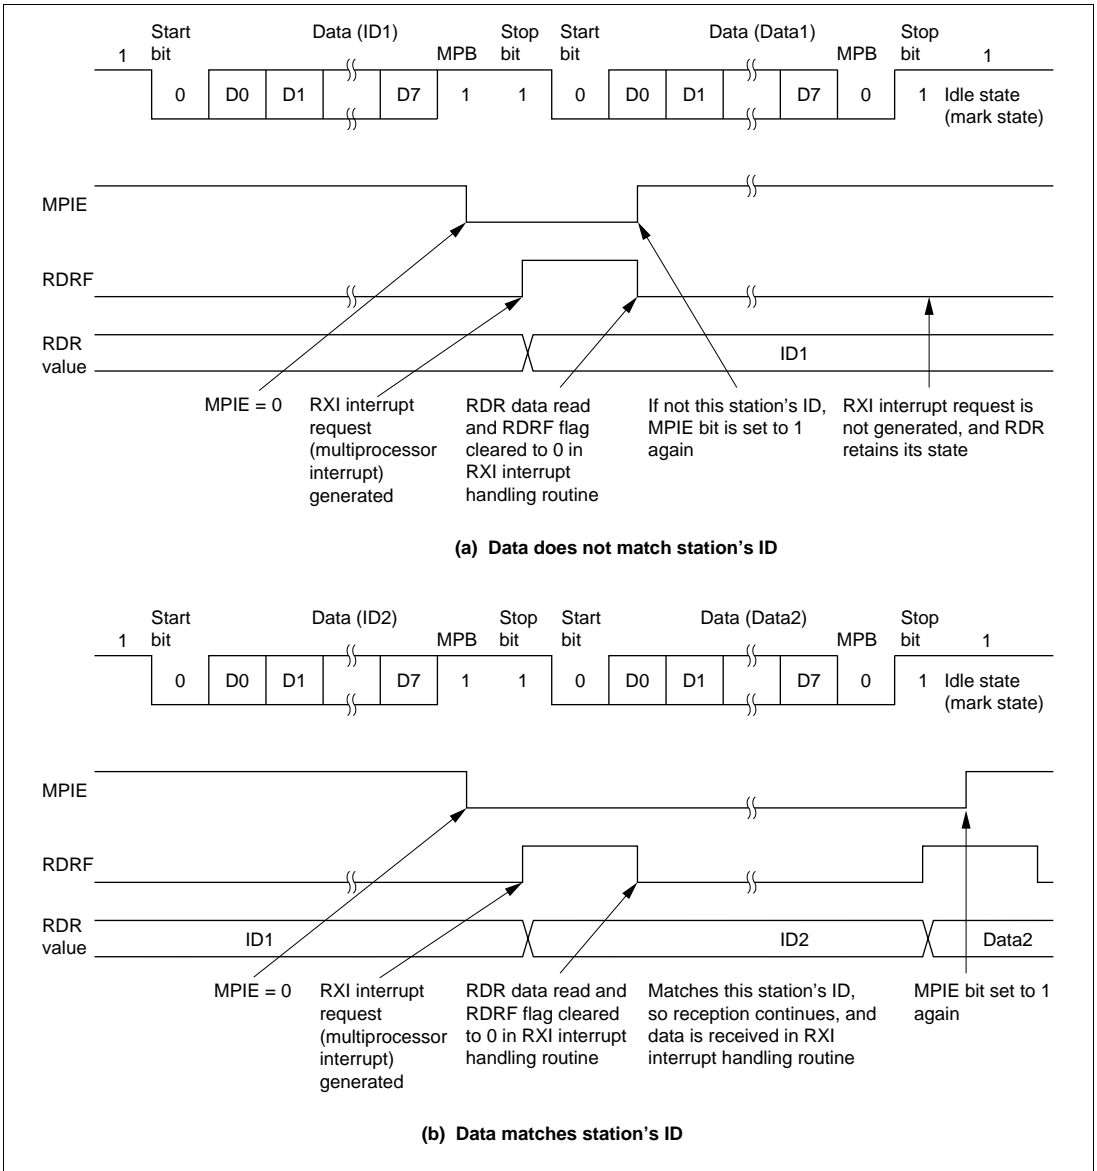 Start Data (ID1) Stop Start Data (Data1) Stop
1 bit MPB bit bit MPB bit 1
0 D0 D1 D7 1 1 0 D0 D1 D7 0 1 Idle state
(mark state)
MPIE
RDRF
RDR
value
ID1
MPIE = 0
RXI interrupt
request
(multiprocessor
interrupt)
generated
RDR data read
and RDRF flag
cleared to 0 in
RXI interrupt
handling routine
If not this station's ID,
MPIE bit is set to 1
again
RXI interrupt request is
not generated, and RDR
retains its state
(a) Data does not match station's ID
Start Data (ID2) Stop Start Data (Data2) Stop
1 bit MPB bit bit MPB bit 1
0 D0 D1 D7 1 1 0 D0 D1 D7 0 1 Idle state
(mark state)
MPIE
RDRF
RDR
value
ID1 ID2 Data2
MPIE = 0
RXI interrupt
request
(multiprocessor
interrupt)
generated
RDR data read and
RDRF flag cleared
to 0 in RXI interrupt
handling routine
Matches this station's ID,
so reception continues, and
data is received in RXI
interrupt handling routine
MPIE bit set to 1
again
(b) Data matches station's ID